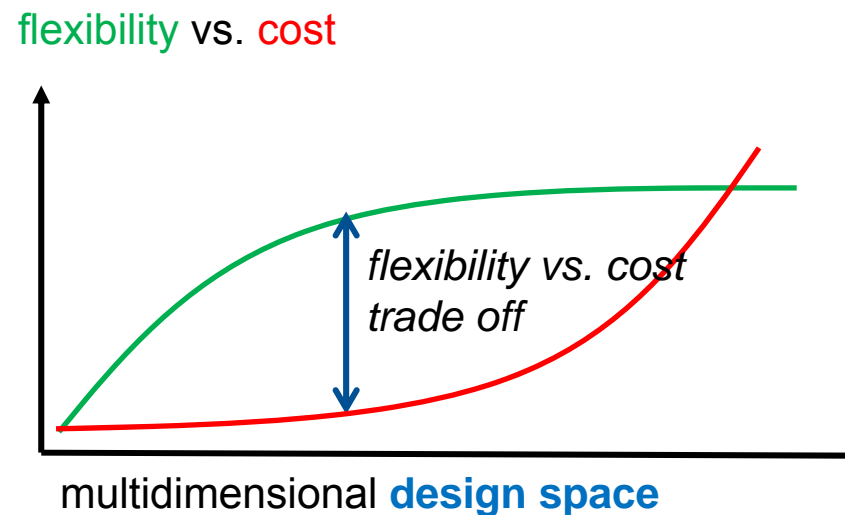 flexibility vs. cost
flexibility vs. cost
trade off
multidimensional design space